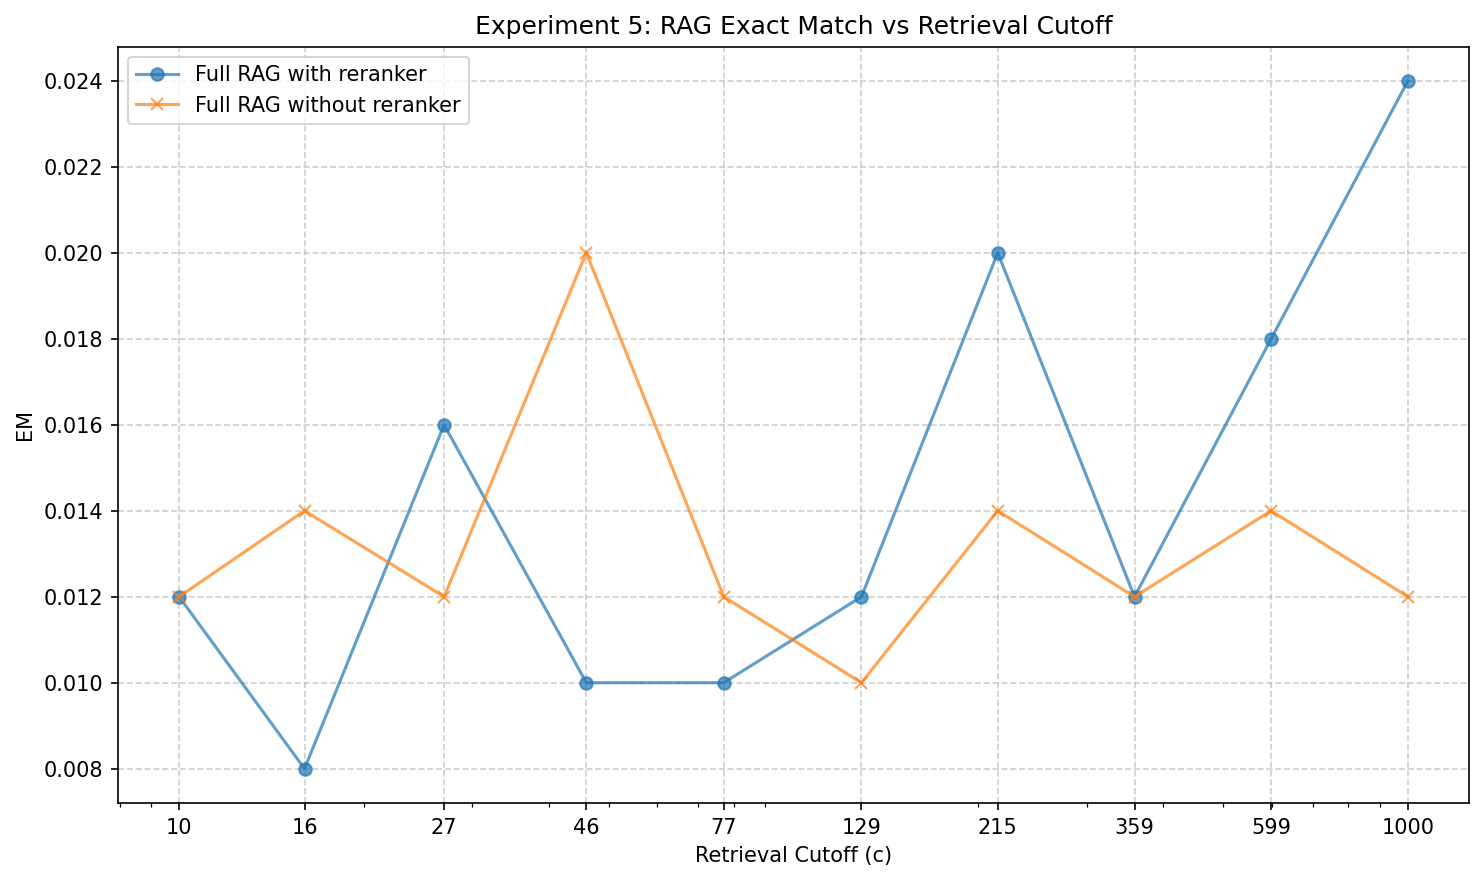 Experiment 5: RAG Exact Match vs Retrieval Cutoff
Full RAG with reranker
Full RAG without reranker
EM
0.024
0.022
0.020
0.018
0.016
0.014
0.012
0.010
0.008
10 16 27 46 77 129 215 359 599 1000
Retrieval Cutoff (c)